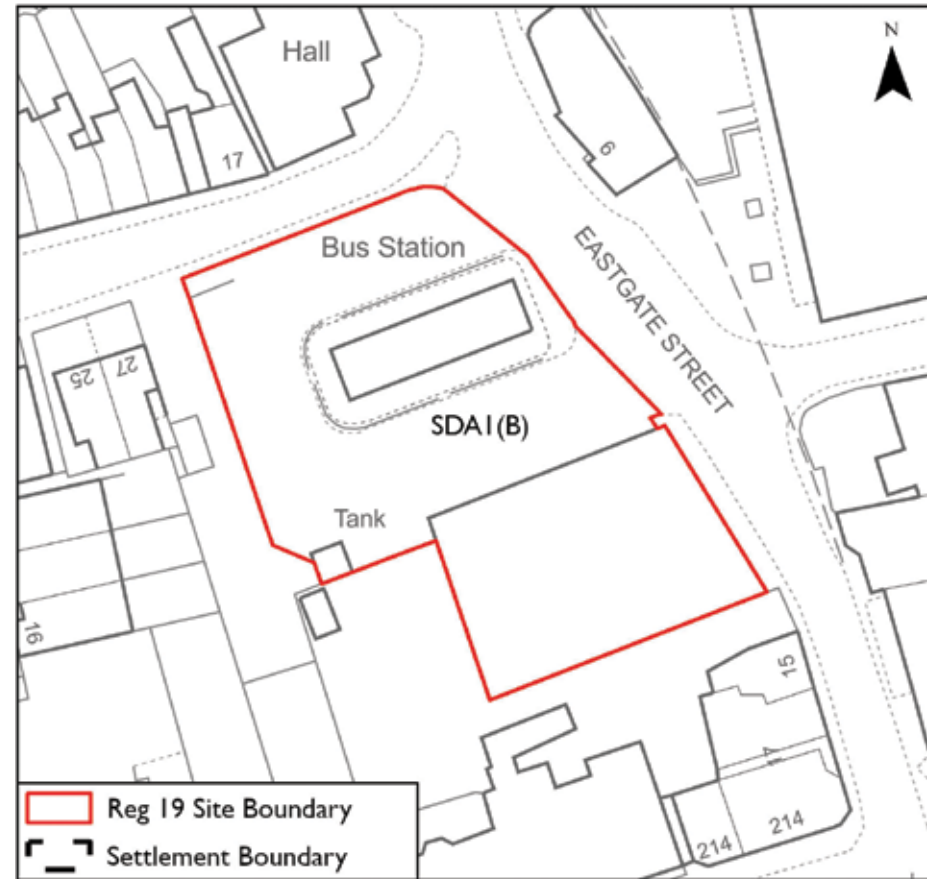 N
Hall
17
6
Bus Station
EASTGATE STREET
25
27
SDA1(B)
Tank
16
15
17
214
214
Reg 19 Site Boundary
Settlement Boundary